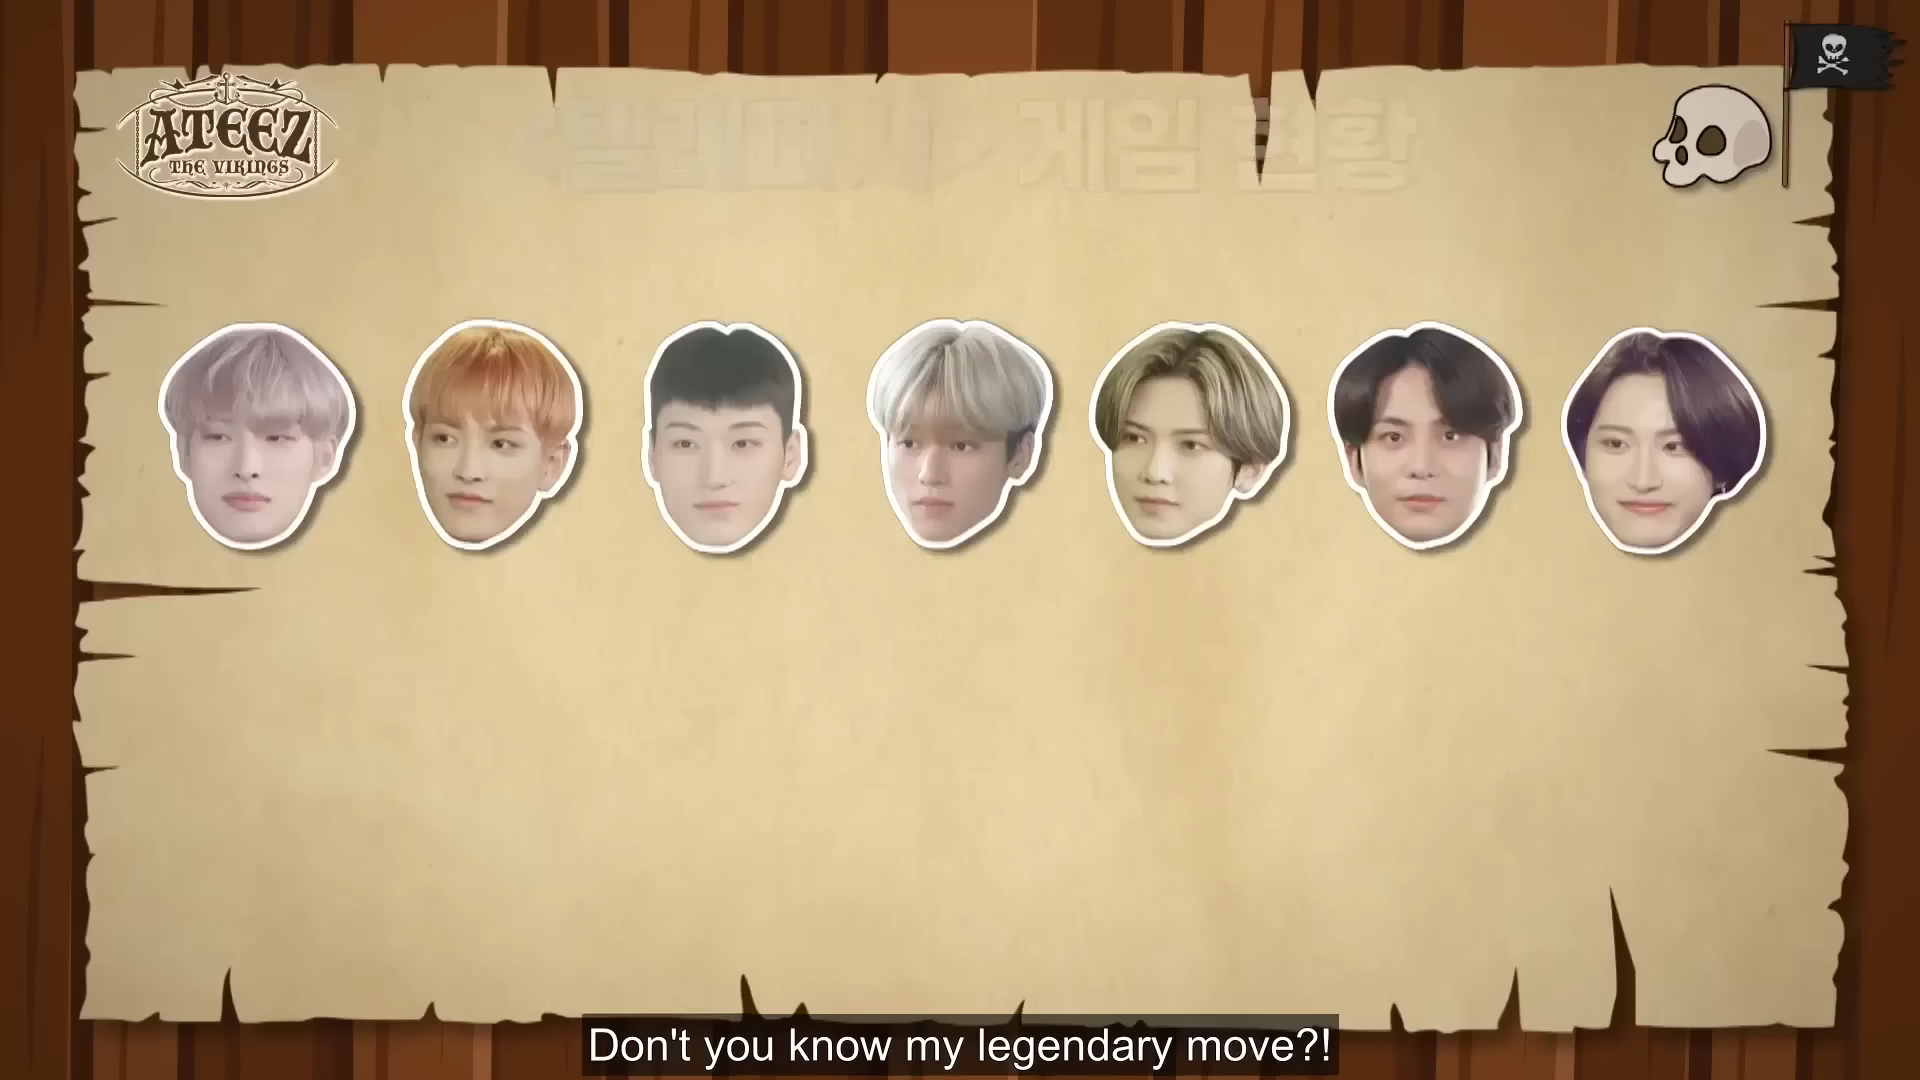 ATEEZ
THE VIKINGS
게임 현황
Don't you know my legendary move?!